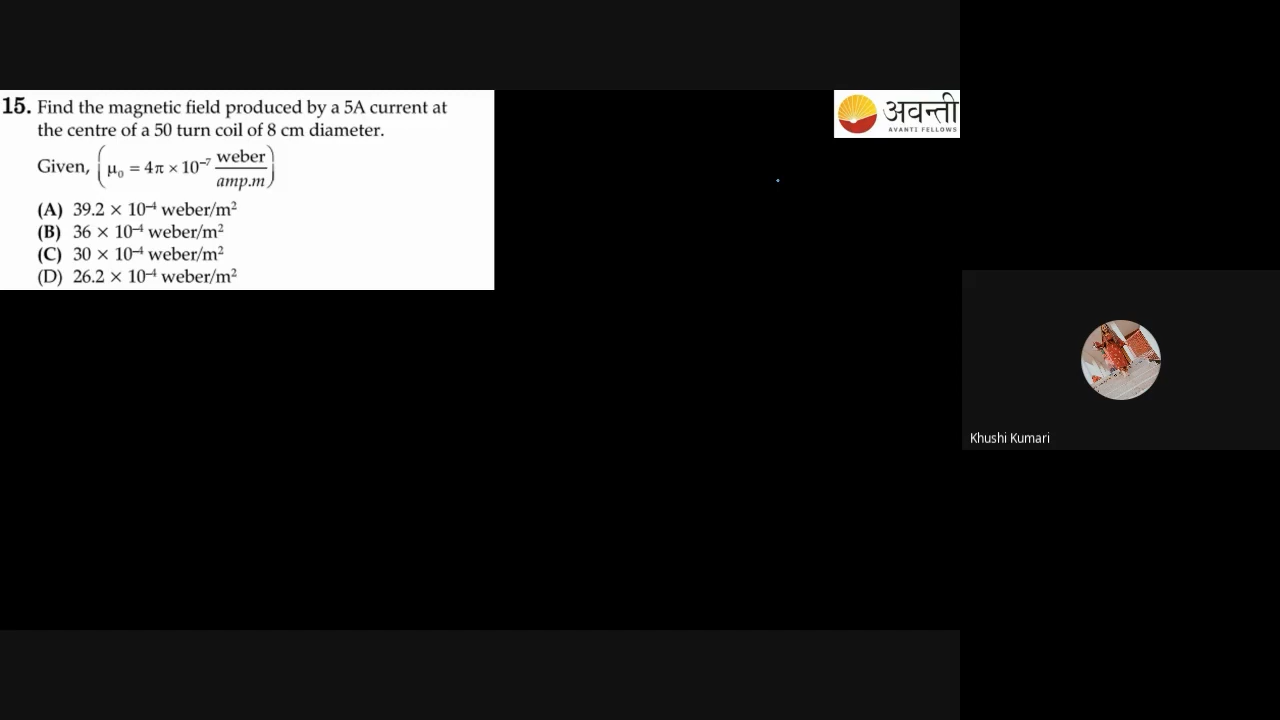 15. Find the magnetic field produced by a 5A current at
the centre of a 50 turn coil of 8 cm diameter.
Given, (μ₀ = 4π × 10⁻⁷ weber/amp.m)
(A) 39.2 × 10⁻⁴ weber/m²
(B) 36 × 10⁻⁴ weber/m²
(C) 30 × 10⁻⁴ weber/m²
(D) 26.2 × 10⁻⁴ weber/m²
अवन्ती
AVANTI FELLOWS
Khushi Kumari